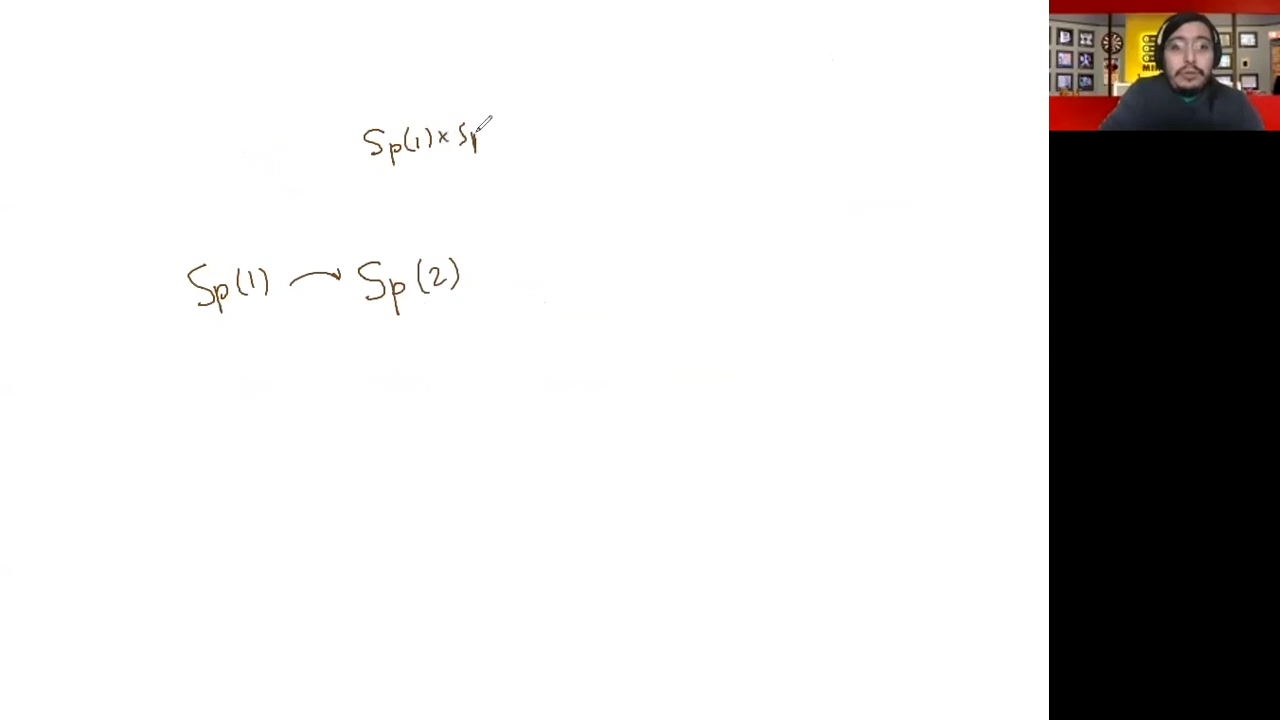 Sp(1) × Sp
Sp(1) → Sp(2)